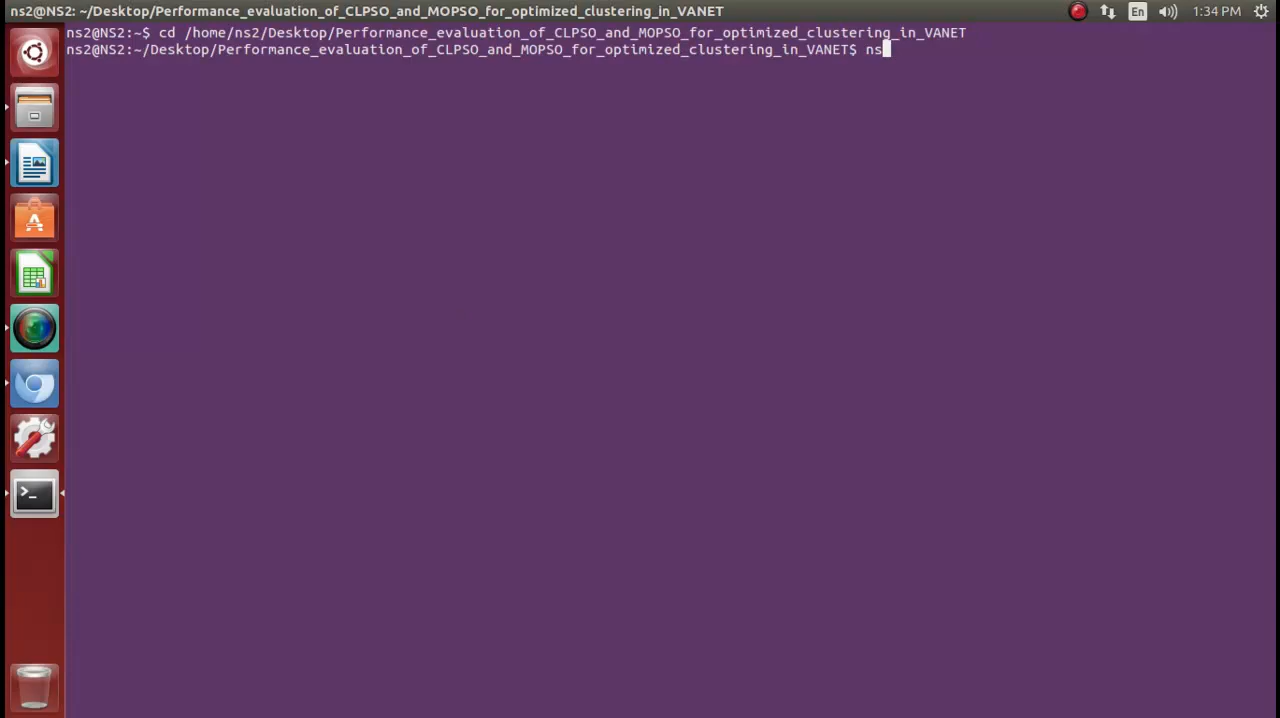 ns2@NS2: ~/Desktop/Performance_evaluation_of_CLPSO_and_MOPSO_for_optimized_clustering_in_VANET
En
1:34 PM
ns2@NS2:~$ cd /home/ns2/Desktop/Performance_evaluation_of_CLPSO_and_MOPSO_for_optimized_clustering_in_VANET
ns2@NS2:~/Desktop/Performance_evaluation_of_CLPSO_and_MOPSO_for_optimized_clustering_in_VANET$ ns